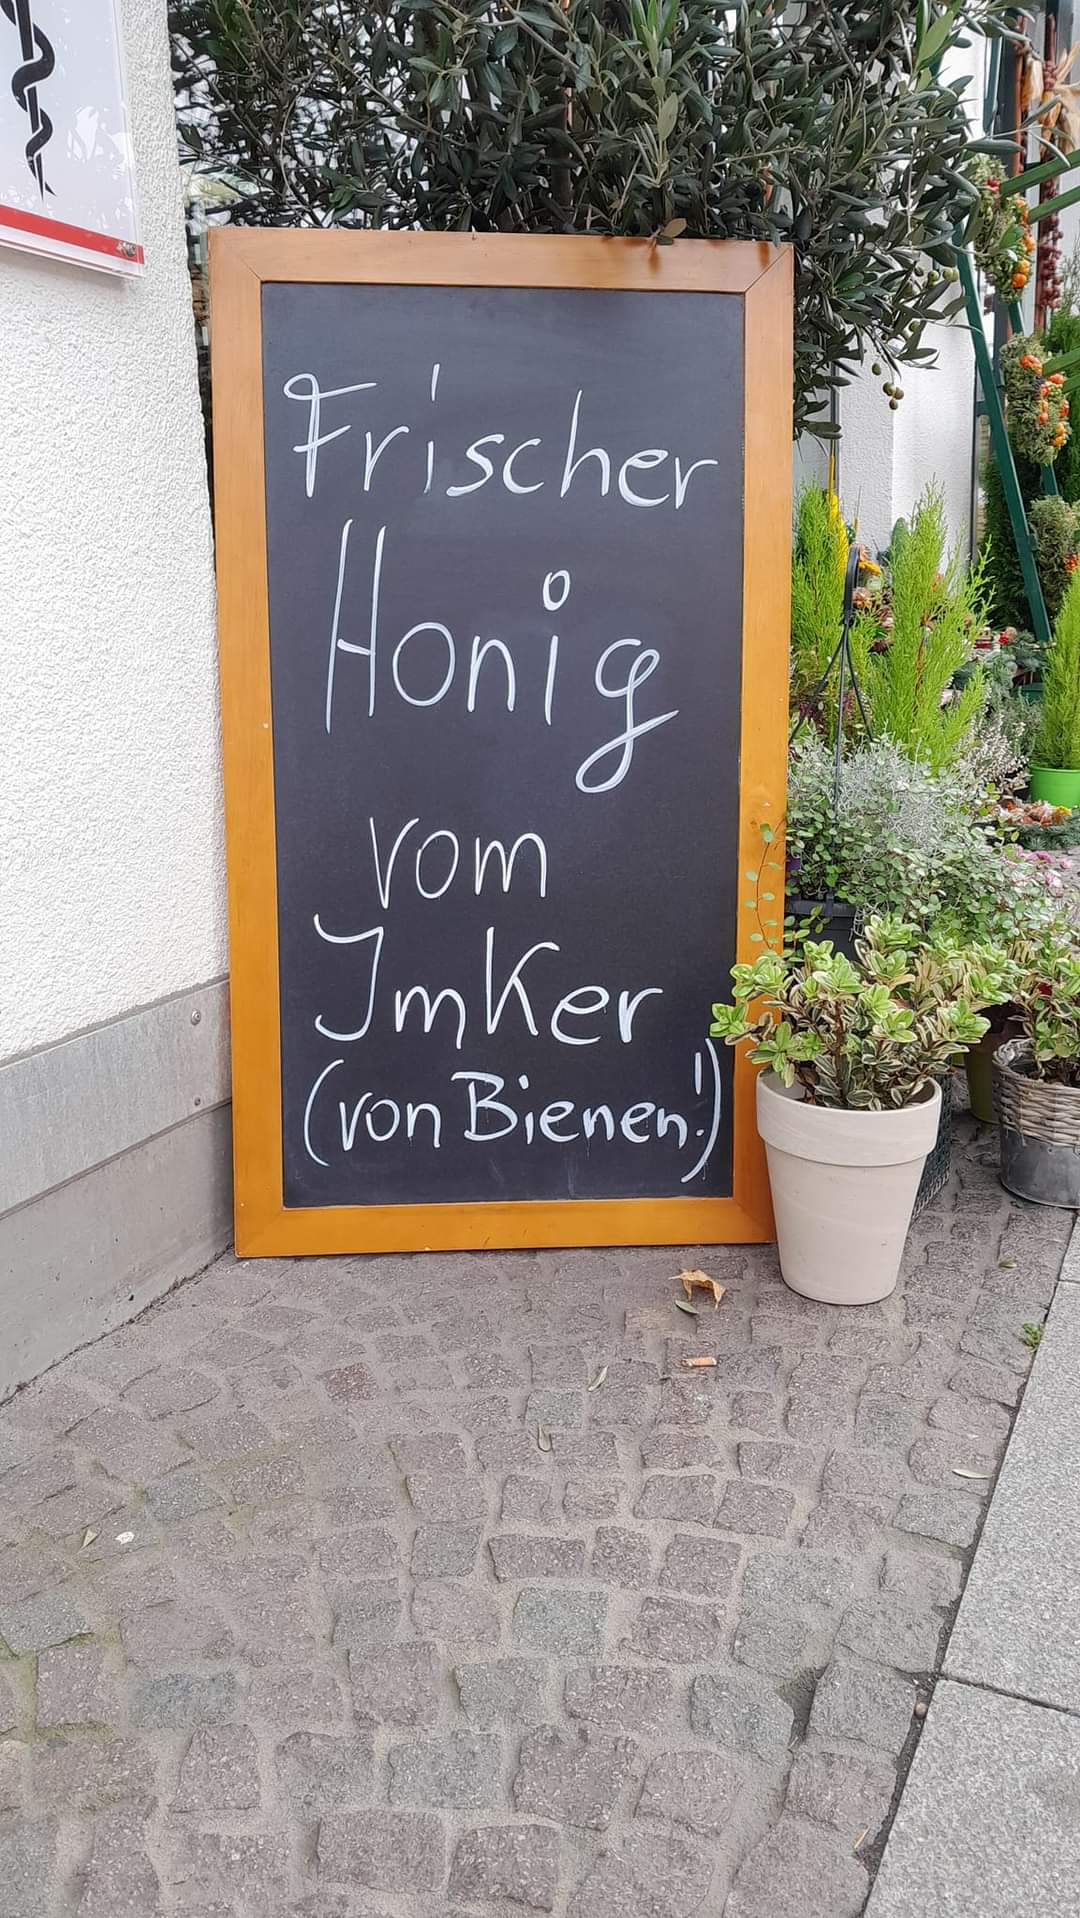 Frischer
Honig
vom
Imker
(von Bienen!)